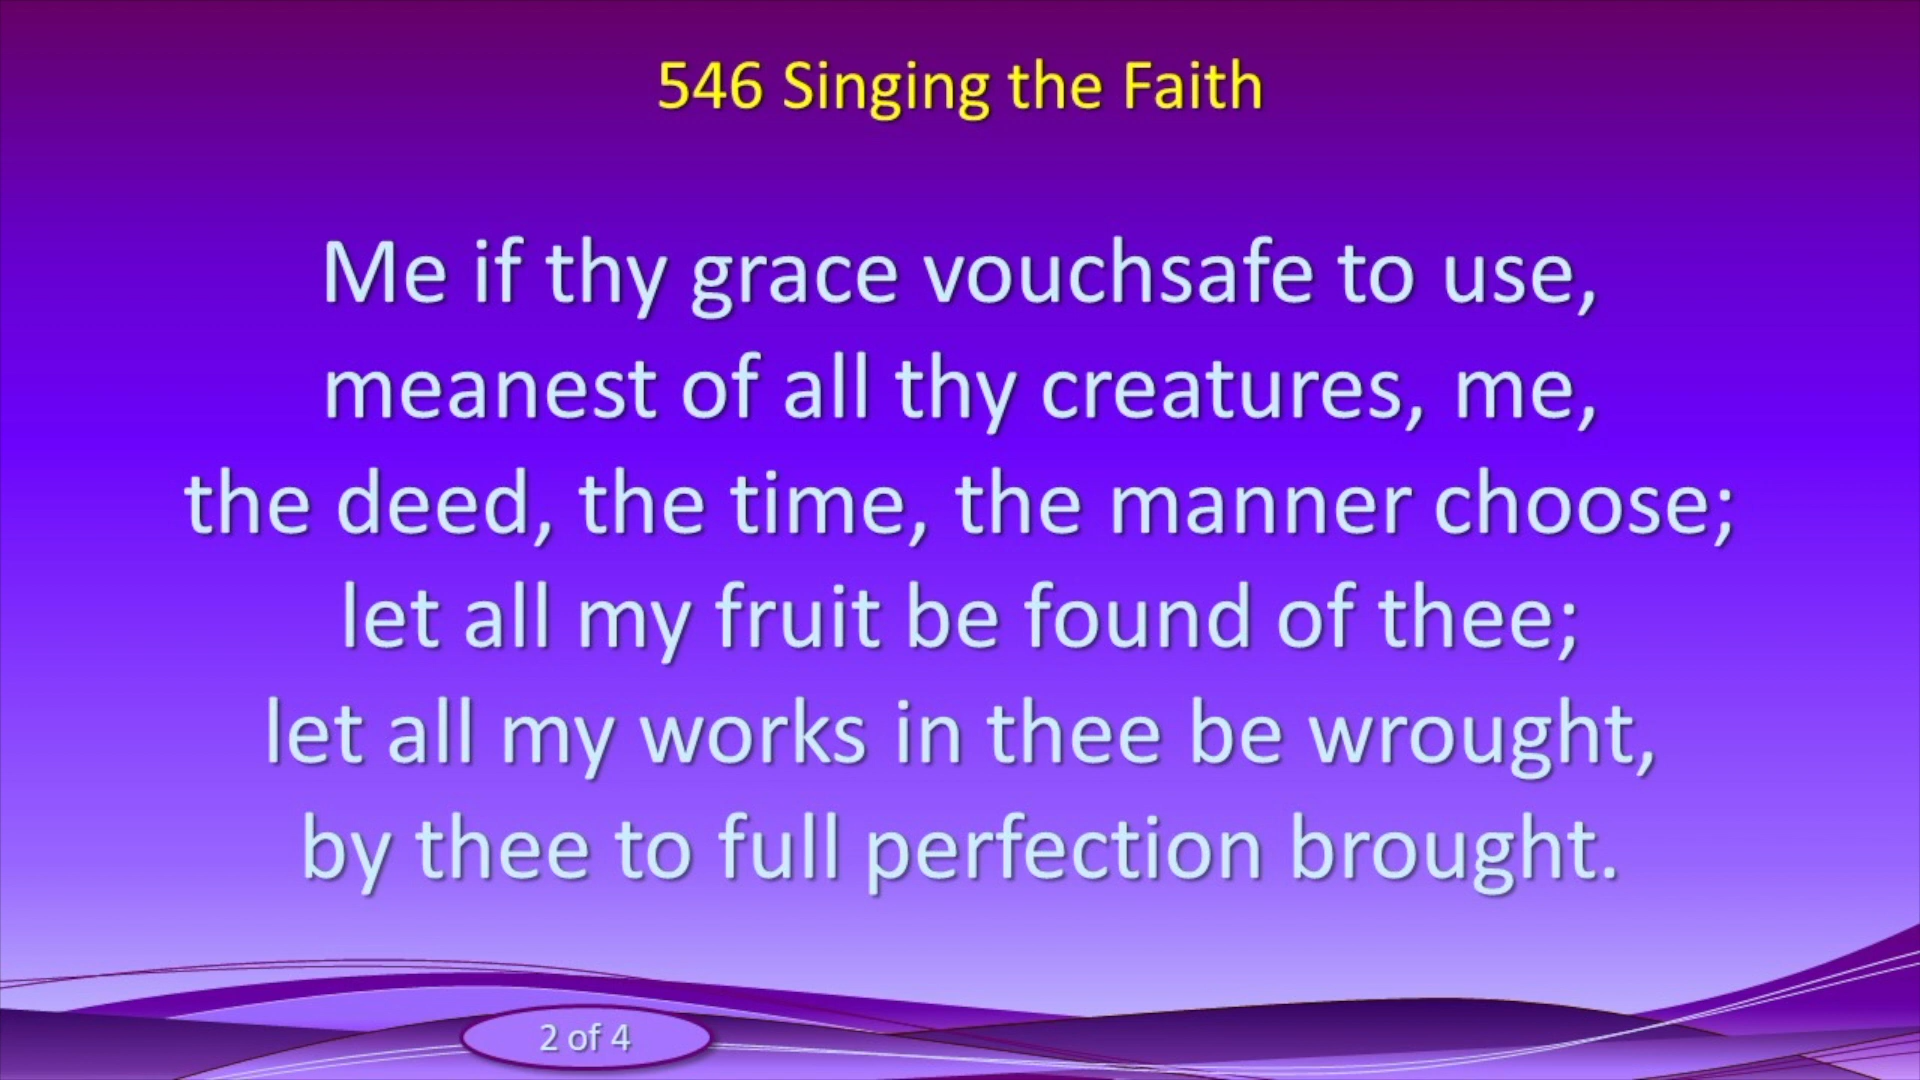 546 Singing the Faith
Me if thy grace vouchsafe to use,
meanest of all thy creatures, me,
the deed, the time, the manner choose;
let all my fruit be found of thee;
let all my works in thee be wrought,
by thee to full perfection brought.
2 of 4